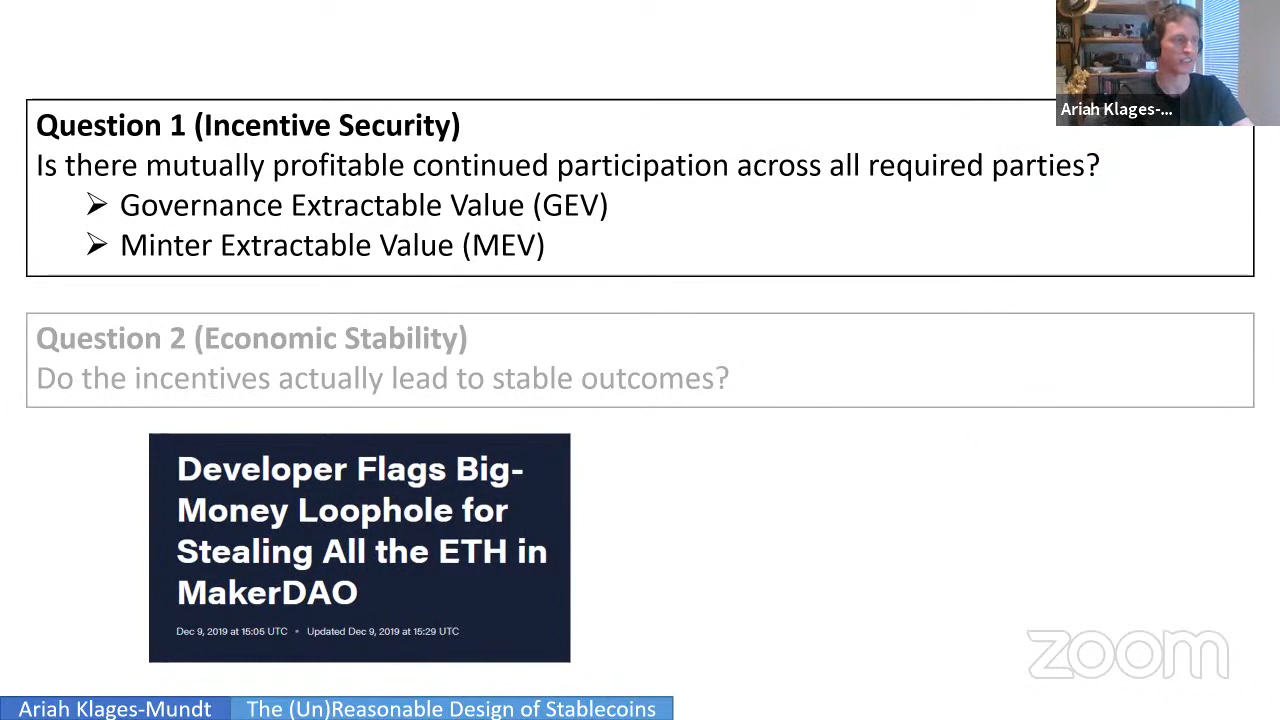 Ariah Klages-...
Question 1 (Incentive Security)
Is there mutually profitable continued participation across all required parties?
➢ Governance Extractable Value (GEV)
➢ Minter Extractable Value (MEV)
Question 2 (Economic Stability)
Do the incentives actually lead to stable outcomes?
Developer Flags Big-
Money Loophole for
Stealing All the ETH in
MakerDAO
Dec 9, 2019 at 15:05 UTC • Updated Dec 9, 2019 at 15:29 UTC
zoom
Ariah Klages-Mundt The (Un)Reasonable Design of Stablecoins